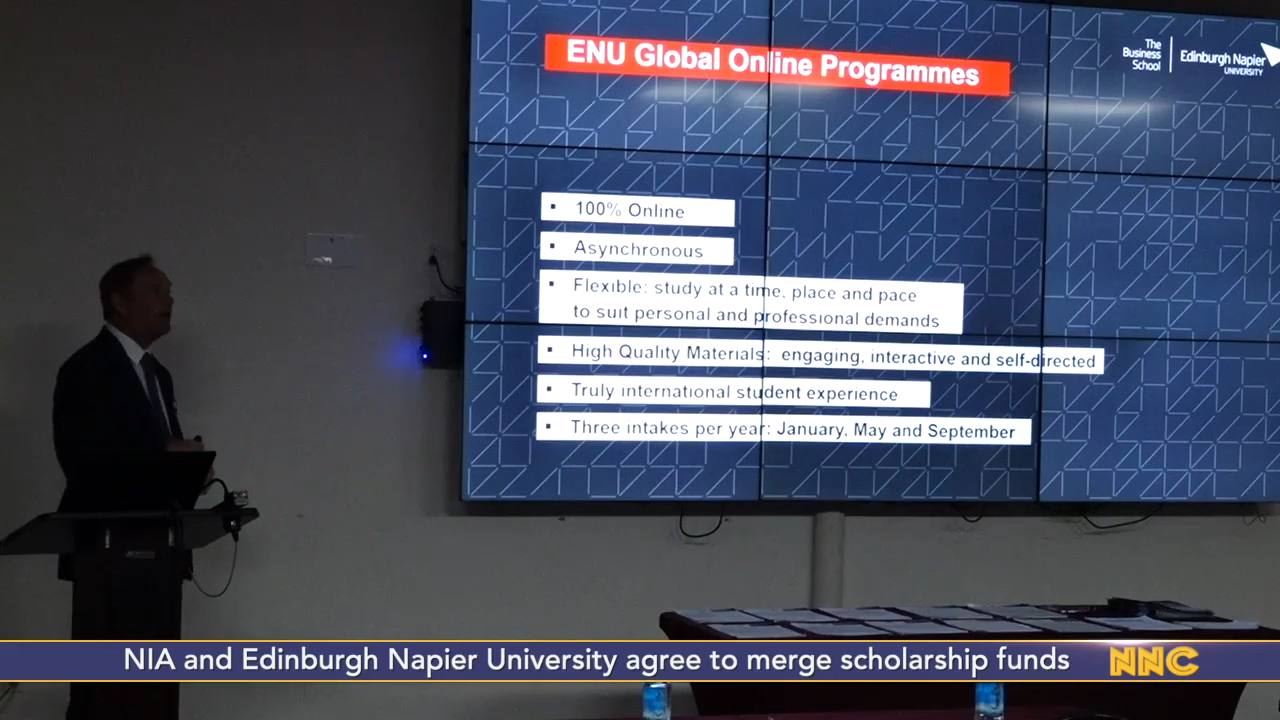 ENU Global Online Programmes
The
Business
School
Edinburgh Napier
UNIVERSITY
▪ 100% Online
▪ Asynchronous
▪ Flexible: study at a time, place and pace
to suit personal and professional demands
▪ High Quality Materials: engaging, interactive and self-directed
▪ Truly international student experience
▪ Three intakes per year: January, May and September
NIA and Edinburgh Napier University agree to merge scholarship funds
NNC